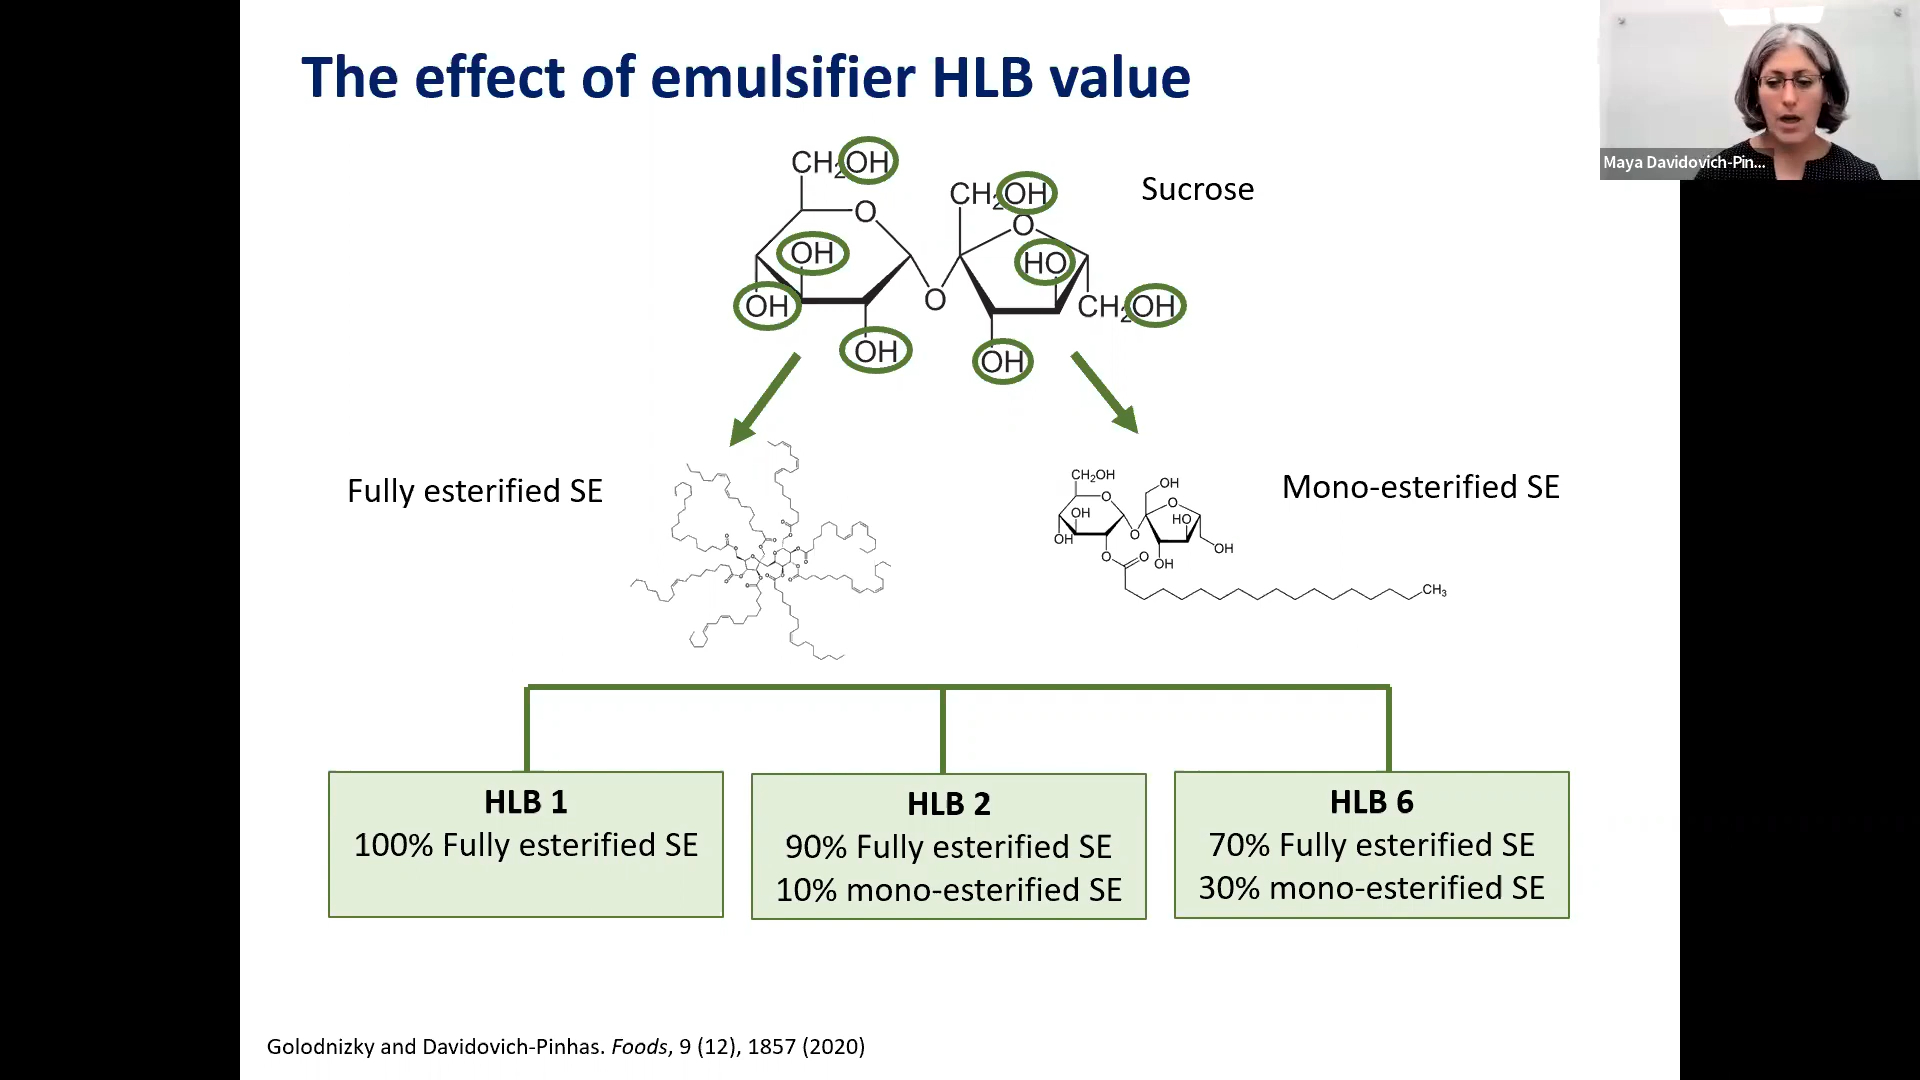 The effect of emulsifier HLB value
Maya Davidovich-Pin...
CH2OH
CH2OH
Sucrose
O
O
OH
HO
OH
O
CH2OH
OH
OH
Fully esterified SE
Mono-esterified SE
CH2OH
OH
O
O
OH
HO
OH
O
OH
O
O
OH
CH3
HLB 1
100% Fully esterified SE
HLB 2
90% Fully esterified SE
10% mono-esterified SE
HLB 6
70% Fully esterified SE
30% mono-esterified SE
Golodnizky and Davidovich-Pinhas. Foods, 9 (12), 1857 (2020)